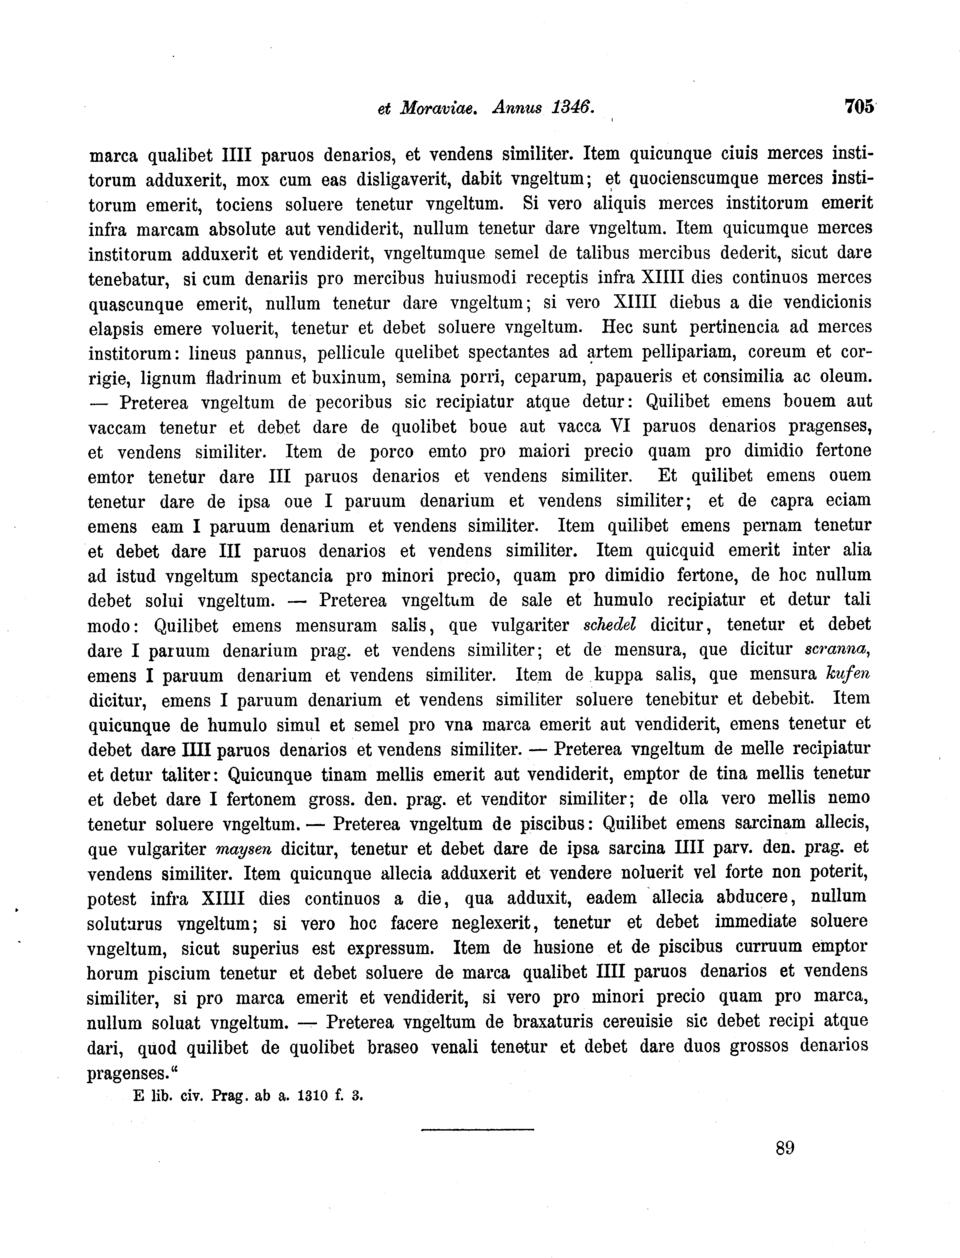 et Moraviae. Annus 1346. 705
marca qualibet IIII paruos denarios, et vendens similiter. Item quicunque ciuis merces insti-
torum adduxerit, mox cum eas disligaverit, dabit vngeltum; et quocienscumque merces insti-
torum emerit, tociens soluere tenetur vngeltum. Si vero aliquis merces institorum emerit
infra marcam absolute aut vendiderit, nullum tenetur dare vngeltum. Item quicumque merces
institorum adduxerit et vendiderit, vngeltumque semel de talibus mercibus dederit, sicut dare
tenebatur, si cum denariis pro mercibus huiusmodi receptis infra XIIII dies continuos merces
quascunque emerit, nullum tenetur dare vngeltum; si vero XIIII diebus a die vendicionis
elapsis emere voluerit, tenetur et debet soluere vngeltum. Hec sunt pertinencia ad merces
institorum: lineus pannus, pellicule quelibet spectantes ad artem pellipariam, coreum et cor-
rigie, lignum fladrinum et buxinum, semina porri, ceparum, papaueris et consimilia ac oleum.
— Preterea vngeltum de pecoribus sic recipiatur atque detur: Quilibet emens bouem aut
vaccam tenetur et debet dare de quolibet boue aut vacca VI paruos denarios pragenses,
et vendens similiter. Item de porco emto pro maiori precio quam pro dimidio fertone
emtor tenetur dare III paruos denarios et vendens similiter. Et quilibet emens ouem
tenetur dare de ipsa oue I paruum denarium et vendens similiter; et de capra eciam
emens eam I paruum denarium et vendens similiter. Item quilibet emens pernam tenetur
et debet dare III paruos denarios et vendens similiter. Item quicquid emerit inter alia
ad istud vngeltum spectancia pro minori precio, quam pro dimidio fertone, de hoc nullum
debet solui vngeltum. — Preterea vngeltum de sale et humulo recipiatur et detur tali
modo: Quilibet emens mensuram salis, que vulgariter schedel dicitur, tenetur et debet
dare I paruum denarium prag. et vendens similiter; et de mensura, que dicitur scranna,
emens I paruum denarium et vendens similiter. Item de kuppa salis, que mensura kufen
dicitur, emens I paruum denarium et vendens similiter soluere tenebitur et debebit. Item
quicunque de humulo simul et semel pro vna marca emerit aut vendiderit, emens tenetur et
debet dare IIII paruos denarios et vendens similiter. — Preterea vngeltum de melle recipiatur
et detur taliter: Quicunque tinam mellis emerit aut vendiderit, emptor de tina mellis tenetur
et debet dare I fertonem gross. den. prag. et venditor similiter; de olla vero mellis nemo
tenetur soluere vngeltum. — Preterea vngeltum de piscibus: Quilibet emens sarcinam allecis,
que vulgariter maysen dicitur, tenetur et debet dare de ipsa sarcina IIII parv. den. prag. et
vendens similiter. Item quicunque allecia adduxerit et vendere noluerit vel forte non poterit,
potest infra XIIII dies continuos a die, qua adduxit, eadem allecia abducere, nullum
soluturus vngeltum; si vero hoc facere neglexerit, tenetur et debet immediate soluere
vngeltum, sicut superius est expressum. Item de husione et de piscibus curruum emptor
horum piscium tenetur et debet soluere de marca qualibet IIII paruos denarios et vendens
similiter, si pro marca emerit et vendiderit, si vero pro minori precio quam pro marca,
nullum soluat vngeltum. — Preterea vngeltum de braxaturis cereuisie sic debet recipi atque
dari, quod quilibet de quolibet braseo venali tenetur et debet dare duos grossos denarios
pragenses.“
E lib. civ. Prag. ab a. 1310 f. 3.
89